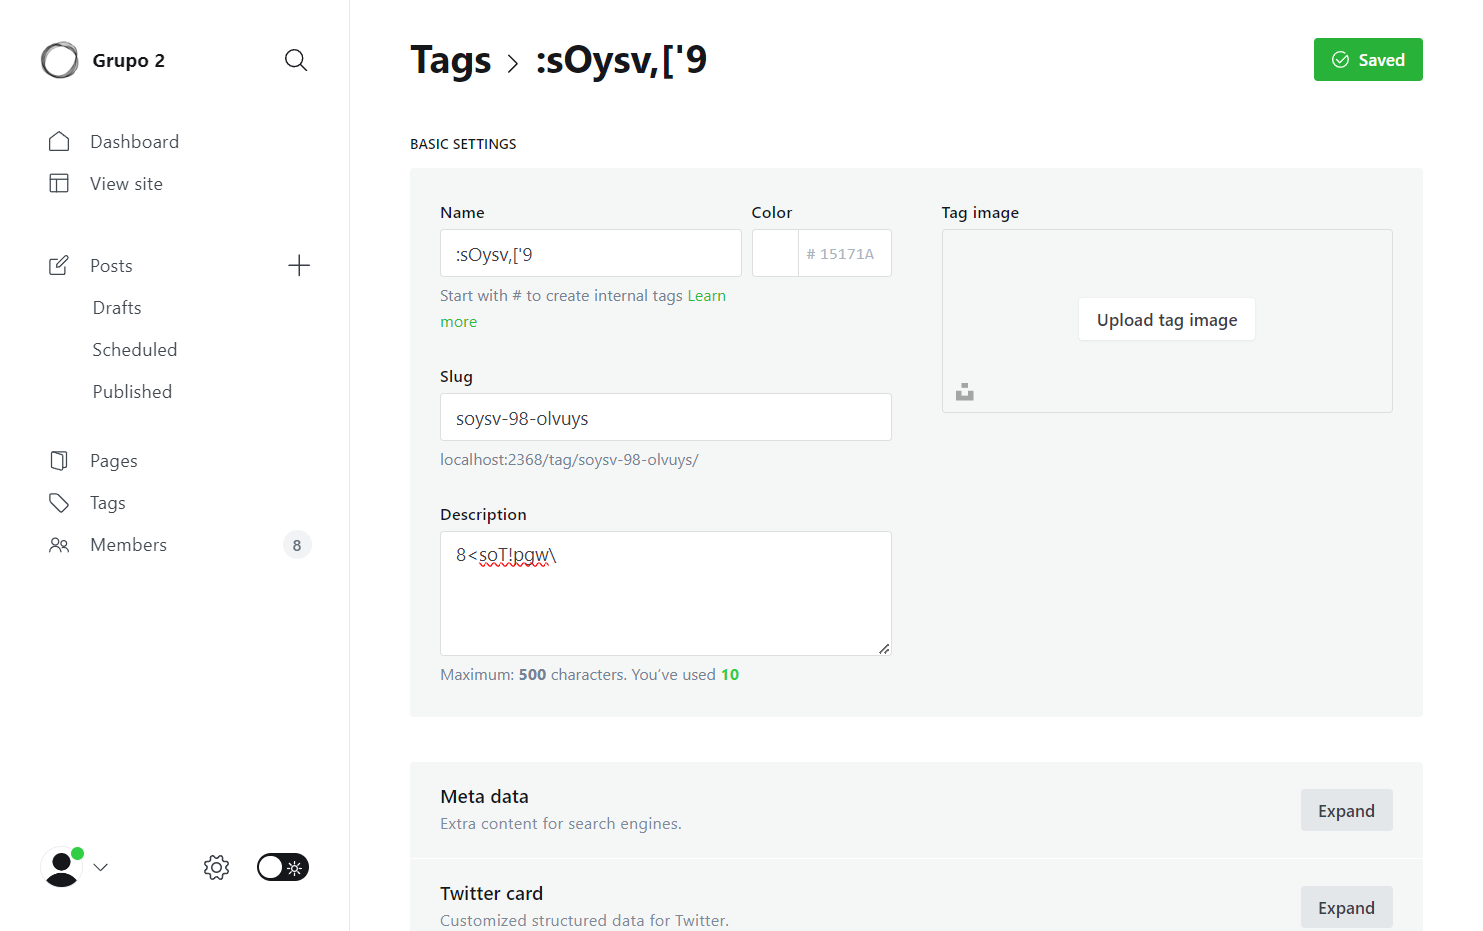 Grupo 2
Dashboard
View site
Posts
Drafts
Scheduled
Published
Pages
Tags
Members
8
Tags > :sOysv,['9
Saved
BASIC SETTINGS
Name
:sOysv,['9
Start with # to create internal tags Learn
more
Color
# 15171A
Slug
soysv-98-olvuys
localhost:2368/tag/soysv-98-olvuys/
Description
8<soT!pgw\
Maximum: 500 characters. You’ve used 10
Tag image
Upload tag image
Meta data
Extra content for search engines.
Expand
Twitter card
Customized structured data for Twitter.
Expand